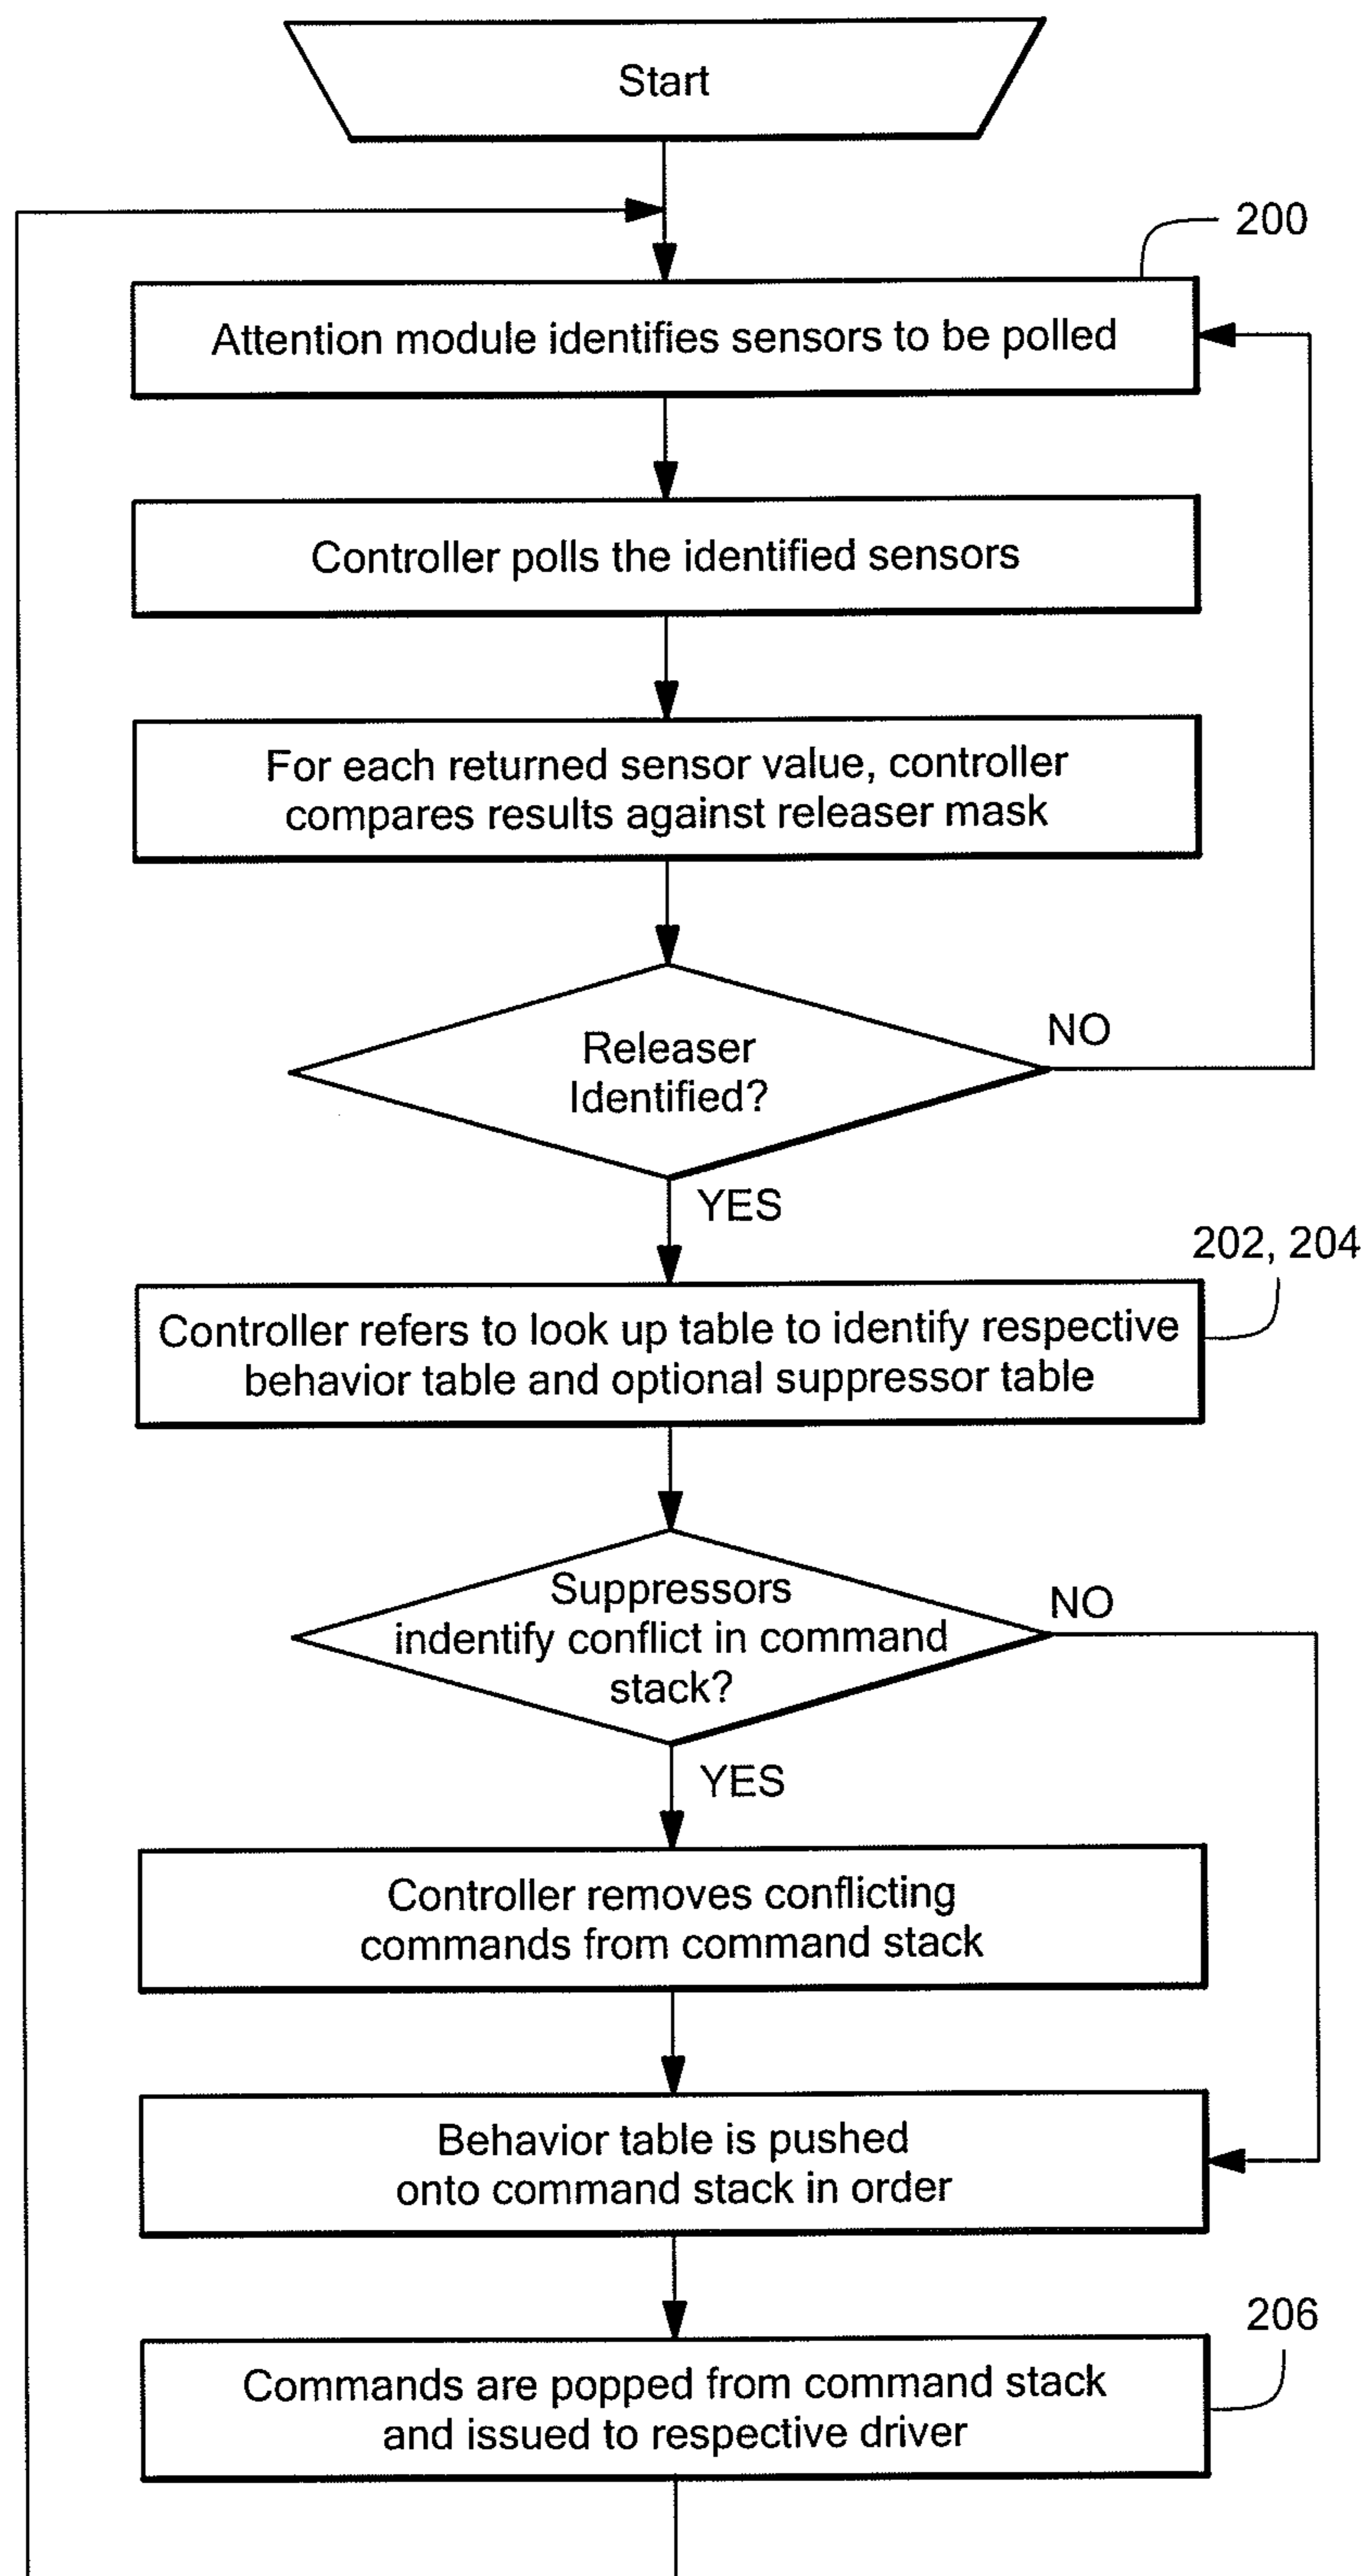 Start
200
Attention module identifies sensors to be polled
Controller polls the identified sensors
For each returned sensor value, controller
compares results against releaser mask
Releaser
Identified?
NO
YES
202, 204
Controller refers to look up table to identify respective
behavior table and optional suppressor table
Suppressors
indentify conflict in command
stack?
NO
YES
Controller removes conflicting
commands from command stack
Behavior table is pushed
onto command stack in order
206
Commands are popped from command stack
and issued to respective driver